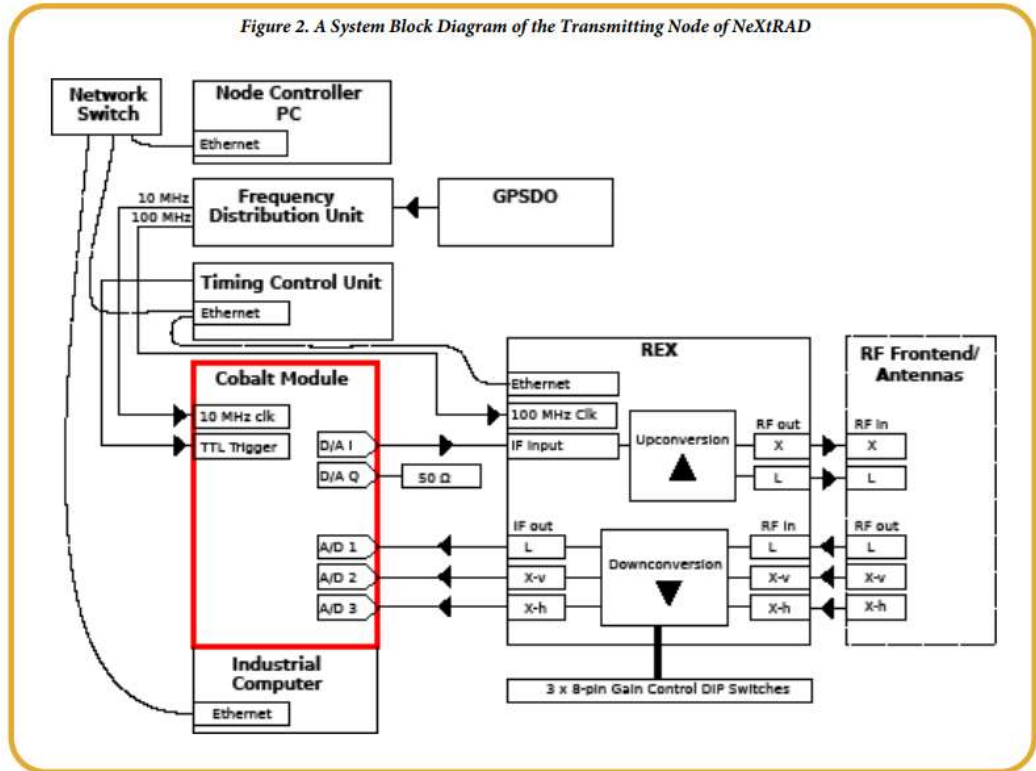 Figure 2. A System Block Diagram of the Transmitting Node of NeXtRAD
Network
Switch
Node Controller
PC
Ethernet
10 MHz
100 MHz
Frequency
Distribution Unit
GPSDO
Timing Control Unit
Ethernet
Cobalt Module
10 MHz clk
TTL Trigger
D/A I
D/A Q
50 Ω
A/D 1
A/D 2
A/D 3
Industrial
Computer
Ethernet
REX
Ethernet
100 MHz Clk
IF Input
Upconversion
RF out
X
L
IF out
L
X-v
X-h
Downconversion
RF In
L
X-v
X-h
3 x 8-pin Gain Control DIP Switches
RF Frontend/
Antennas
RF In
X
L
RF out
L
X-v
X-h